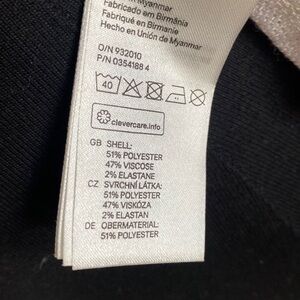 in Myanmar
Fabricado em Birmânia
Fabriqué en Birmanie
Hecho en Unión de Myanmar
O/N 932010
P/N 0354188 4
40
clevercare.info
GB SHELL:
51% POLYESTER
47% VISCOSE
2% ELASTANE
CZ SVRCHNÍ LÁTKA:
51% POLYESTER
47% VISKÓZA
2% ELASTAN
DE OBERMATERIAL:
51% POLYESTER